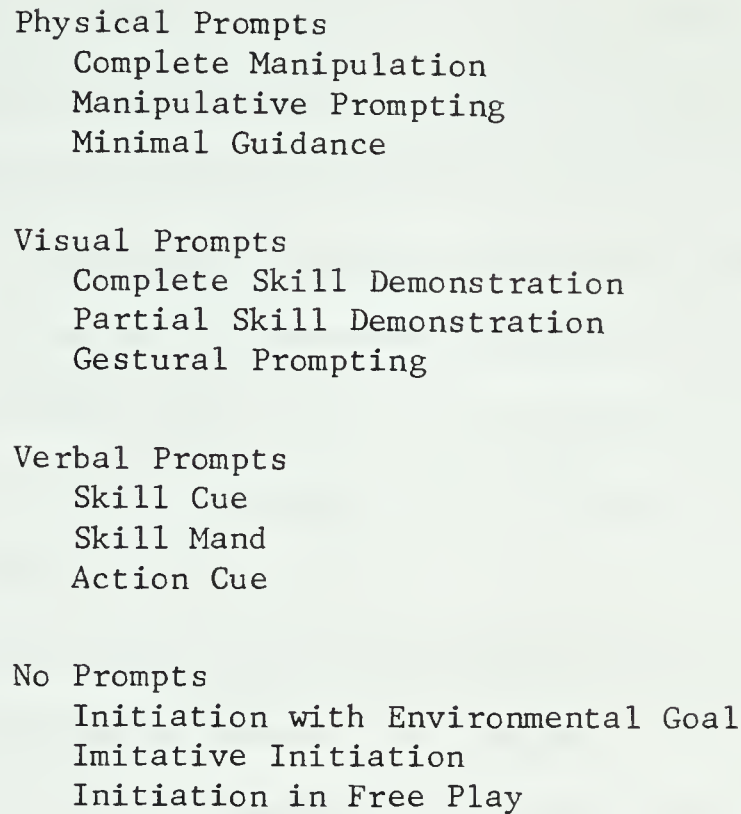 Physical Prompts
Complete Manipulation
Manipulative Prompting
Minimal Guidance
Visual Prompts
Complete Skill Demonstration
Partial Skill Demonstration
Gestural Prompting
Verbal Prompts
Skill Cue
Skill Mand
Action Cue
No Prompts
Initiation with Environmental Goal
Imitative Initiation
Initiation in Free Play